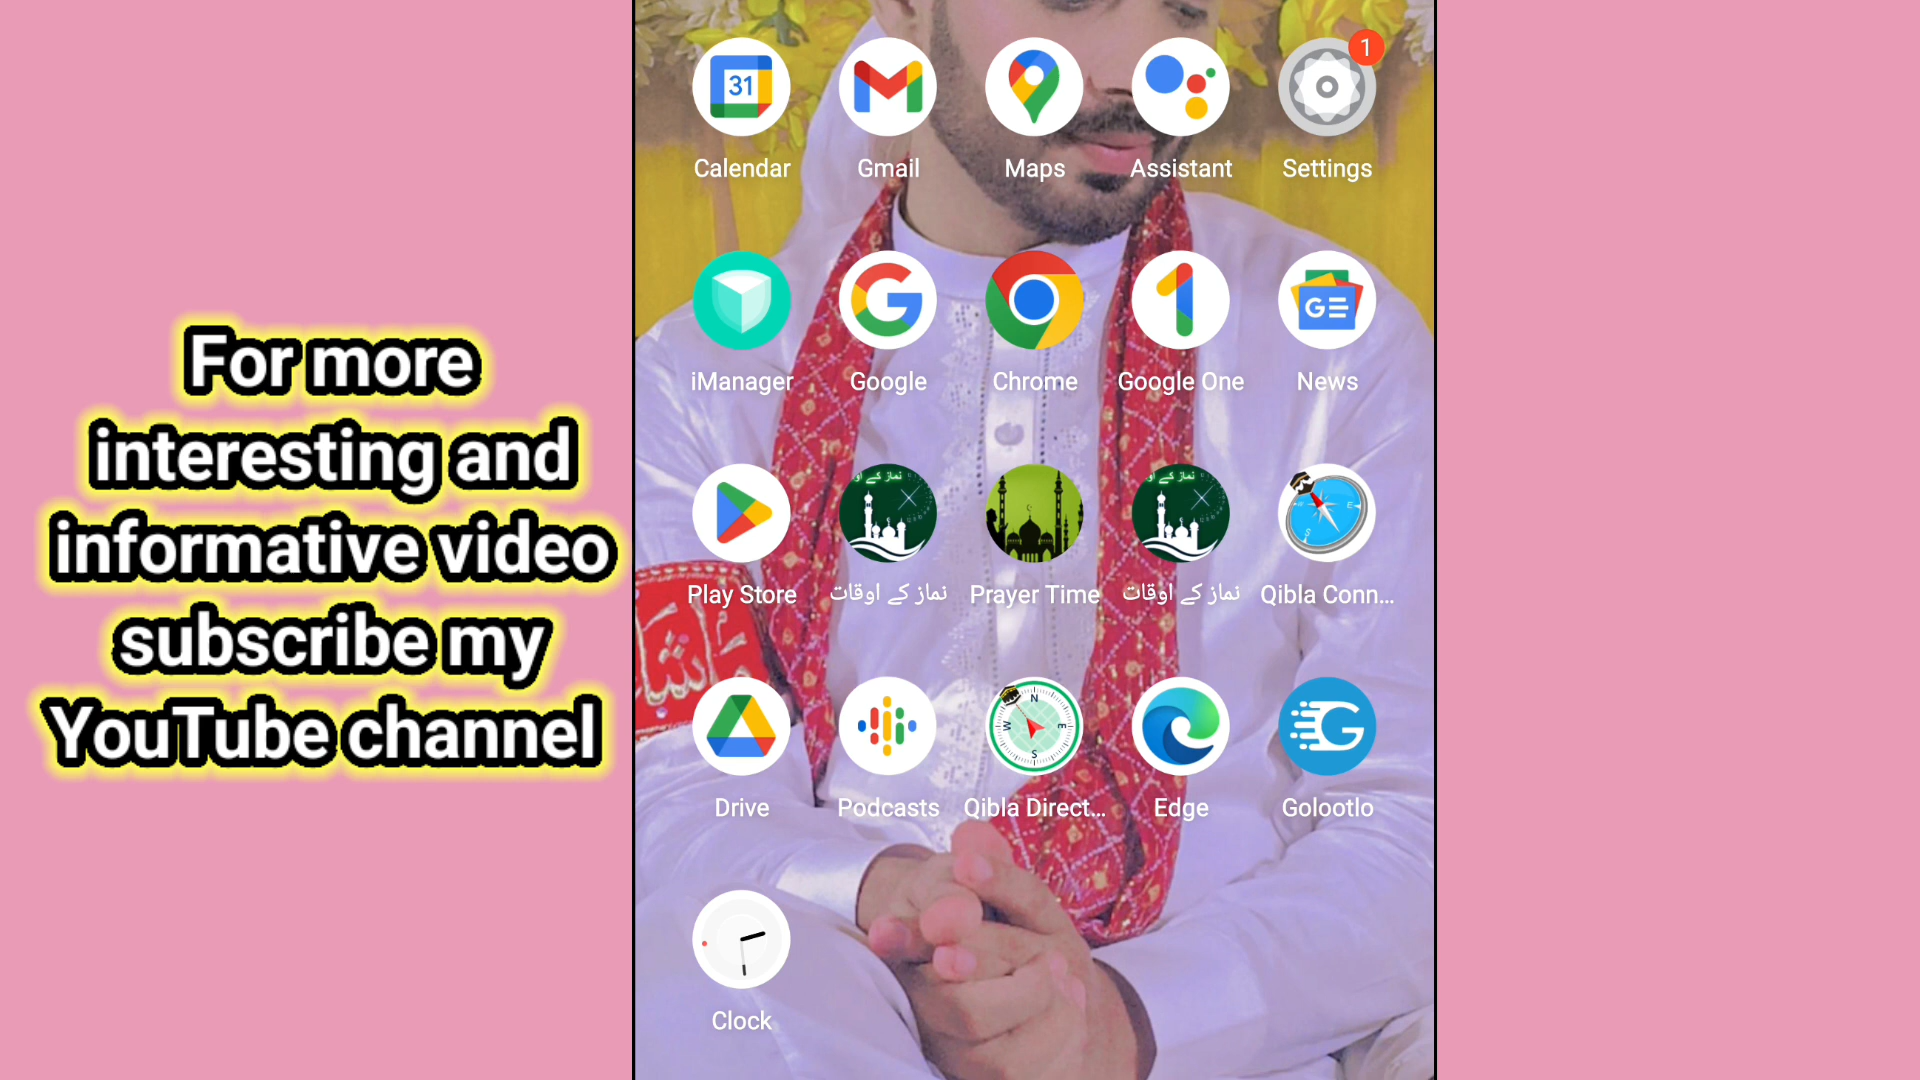 1
31
Calendar
Gmail
Maps
Assistant
Settings
iManager
Google
Chrome
Google One
News
Play Store
نماز کے اوقات
Prayer Time
نماز کے اوقات
Qibla Conn...
Drive
Podcasts
Qibla Direct...
Edge
Golootlo
Clock
For more
interesting and
informative video
subscribe my
YouTube channel